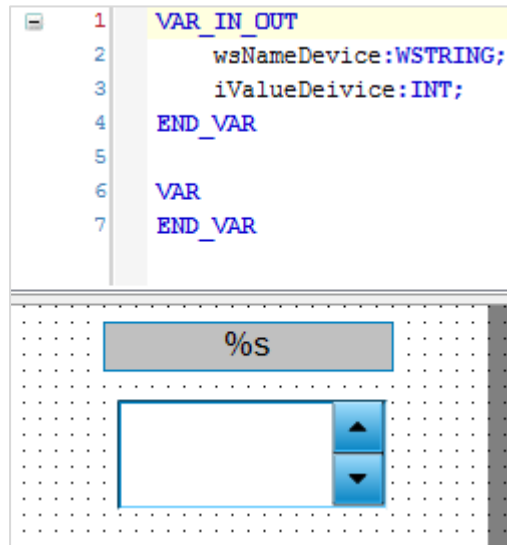 1 VAR_IN_OUT
2 wsNameDevice:WSTRING;
3 iValueDeivice:INT;
4 END_VAR
5
6 VAR
7 END_VAR
%s